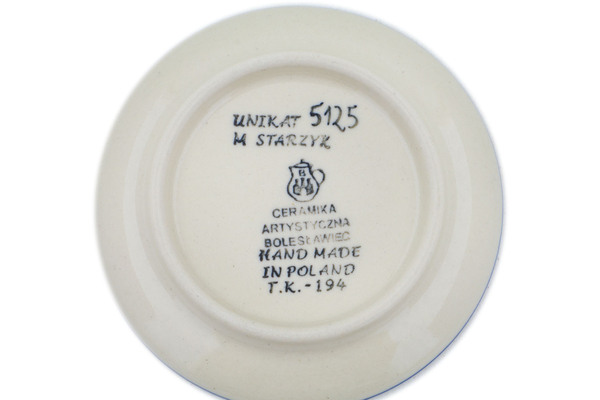 UNIKAT 5125
M STARZYK
B
CERAMIKA
ARTYSTYCZNA
BOLESŁAWIEC
HAND MADE
IN POLAND
T.K.-194